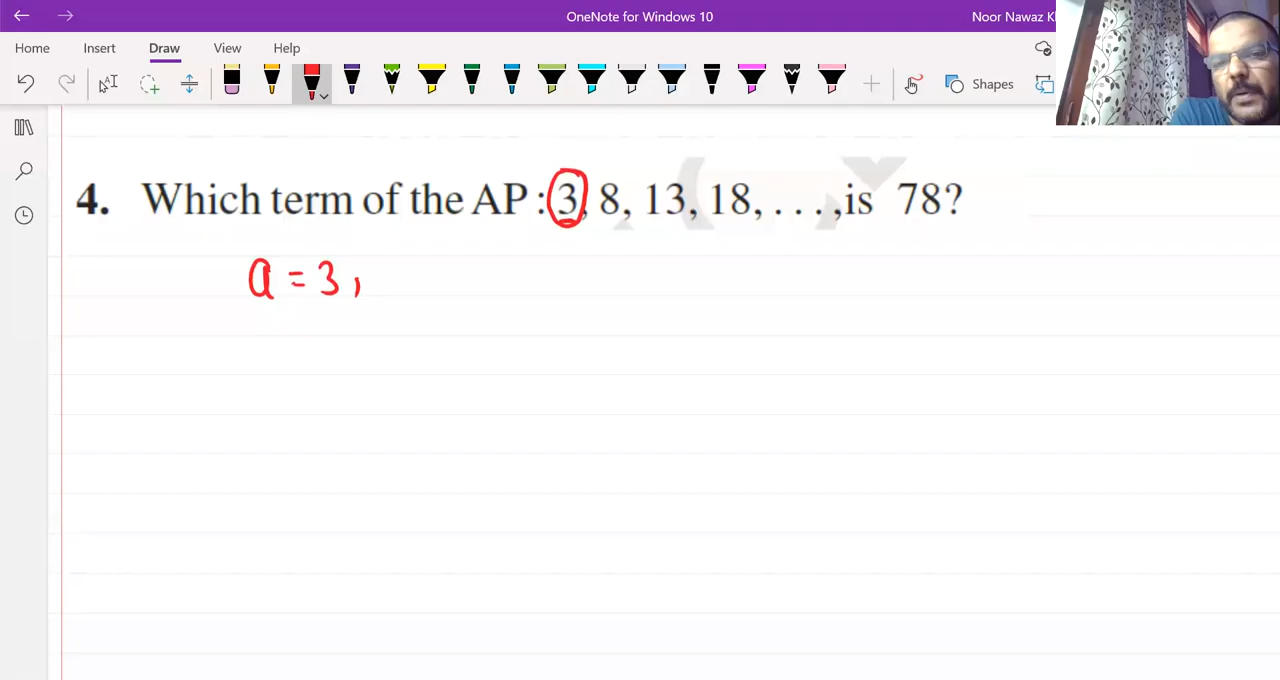 OneNote for Windows 10
Noor Nawaz Kh
Home Insert Draw View Help
Shapes
4. Which term of the AP : 3, 8, 13, 18, . . . ,is 78?
a = 3 ,